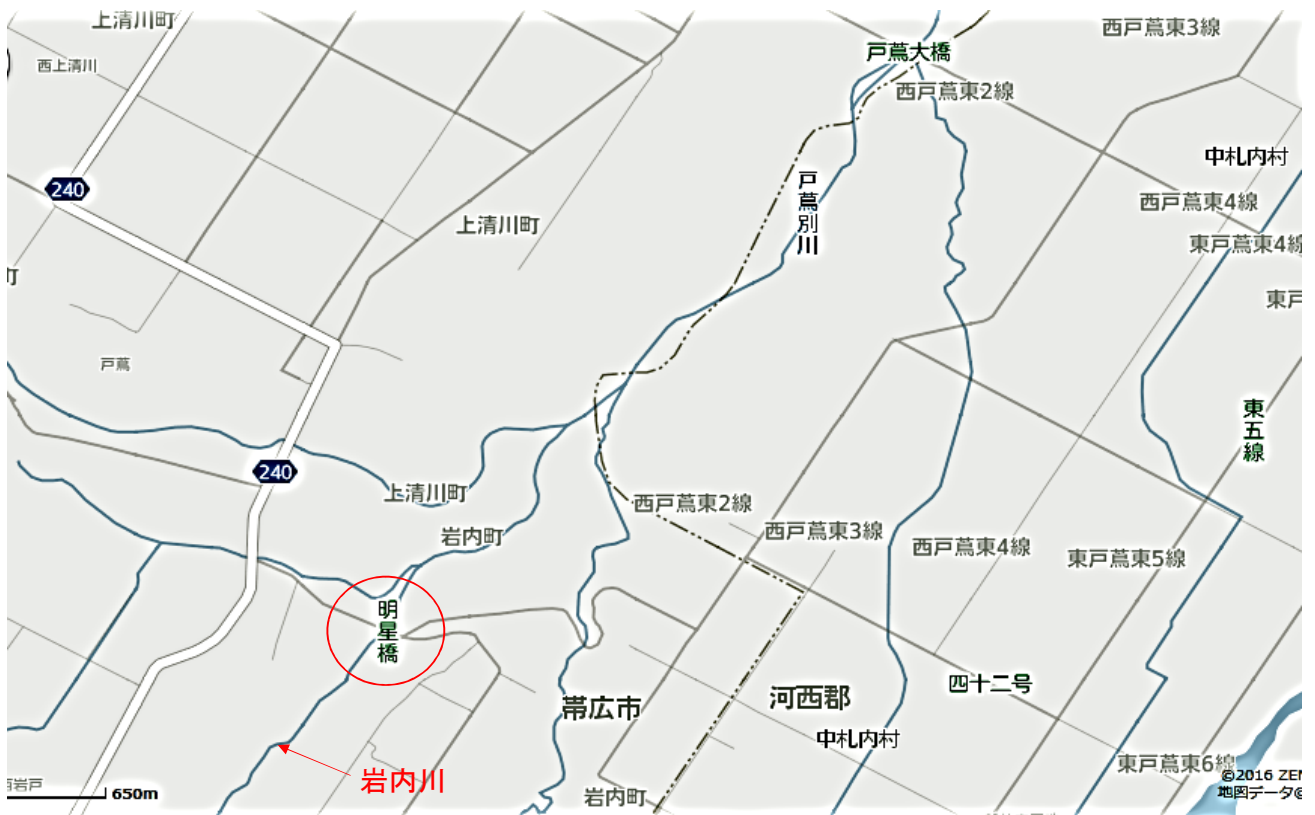 上清川町
西戸蔦東3線
戸蔦大橋
西上清川
西戸蔦東2線
中札内村
240
戸蔦別川
西戸蔦東4線
上清川町
東戸蔦東4線
町
東戸
戸蔦
東五線
240
上清川町
西戸蔦東2線
岩内町
西戸蔦東3線
西戸蔦東4線
東戸蔦東5線
明星橋
四十二号
帯広市
河西郡
中札内村
東戸蔦東6線
岩内川
©2016 ZEN
地図データ©
西岩戸
650m
岩内町